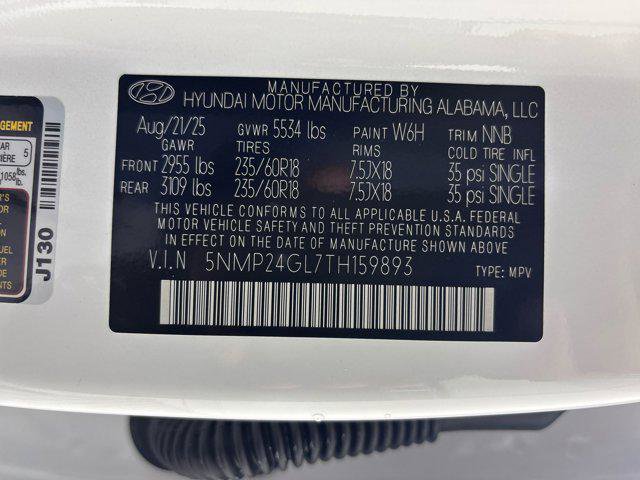 MANUFACTURED BY
HYUNDAI MOTOR MANUFACTURING ALABAMA, LLC
Aug/21/25 GVWR 5534 lbs PAINT W6H TRIM NNB
GAWR TIRES RIMS COLD TIRE INFL
FRONT 2955 lbs 235/60R18 7.5JX18 35 psi SINGLE
REAR 3109 lbs 235/60R18 7.5JX18 35 psi SINGLE
THIS VEHICLE CONFORMS TO ALL APPLICABLE U.S.A. FEDERAL
MOTOR VEHICLE SAFETY AND THEFT PREVENTION STANDARDS
IN EFFECT ON THE DATE OF MANUFACTURE SHOWN ABOVE
V.I.N 5NMP24GL7TH159893 TYPE: MPV
J130
5